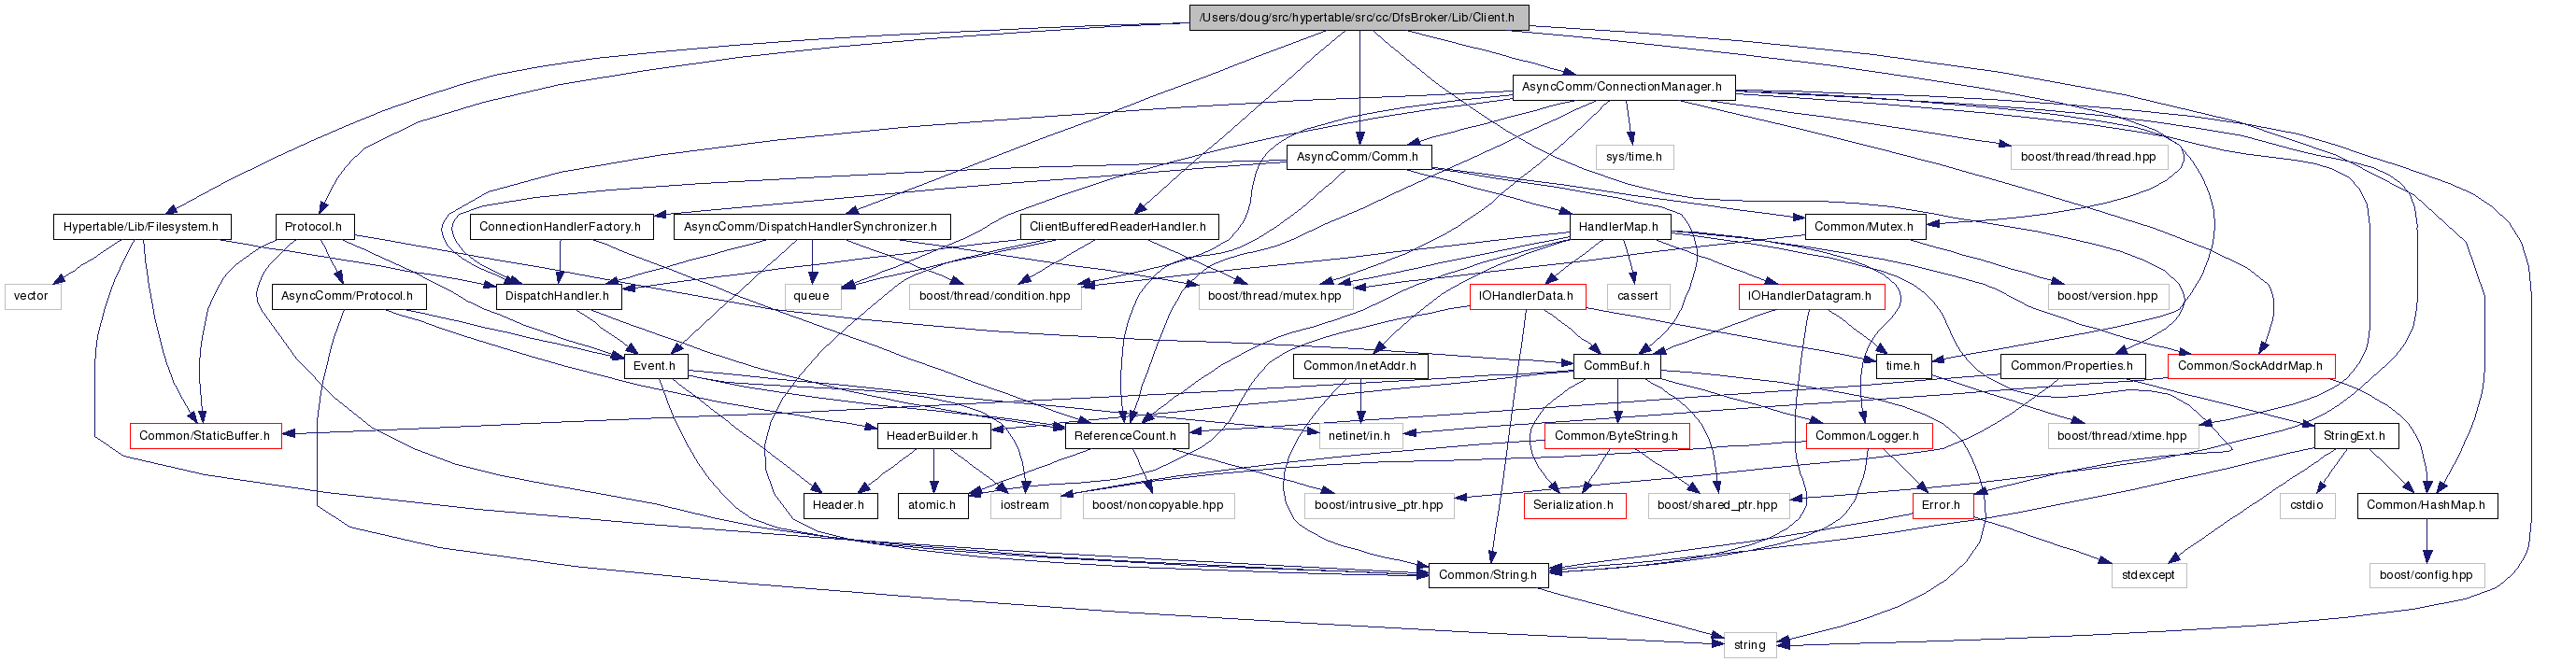 /Users/doug/src/hypertable/src/cc/DfsBroker/Lib/Client.h
AsyncComm/ConnectionManager.h
AsyncComm/Comm.h
sys/time.h
boost/thread/thread.hpp
Hypertable/Lib/Filesystem.h
Protocol.h
ConnectionHandlerFactory.h
AsyncComm/DispatchHandlerSynchronizer.h
ClientBufferedReaderHandler.h
HandlerMap.h
Common/Mutex.h
vector
AsyncComm/Protocol.h
DispatchHandler.h
queue
boost/thread/condition.hpp
boost/thread/mutex.hpp
IOHandlerData.h
cassert
IOHandlerDatagram.h
boost/version.hpp
Event.h
Common/InetAddr.h
CommBuf.h
time.h
Common/Properties.h
Common/SockAddrMap.h
Common/StaticBuffer.h
HeaderBuilder.h
ReferenceCount.h
netinet/in.h
Common/ByteString.h
Common/Logger.h
boost/thread/xtime.hpp
StringExt.h
Header.h
atomic.h
iostream
boost/noncopyable.hpp
boost/intrusive_ptr.hpp
Serialization.h
boost/shared_ptr.hpp
Error.h
cstdio
Common/HashMap.h
Common/String.h
stdexcept
boost/config.hpp
string